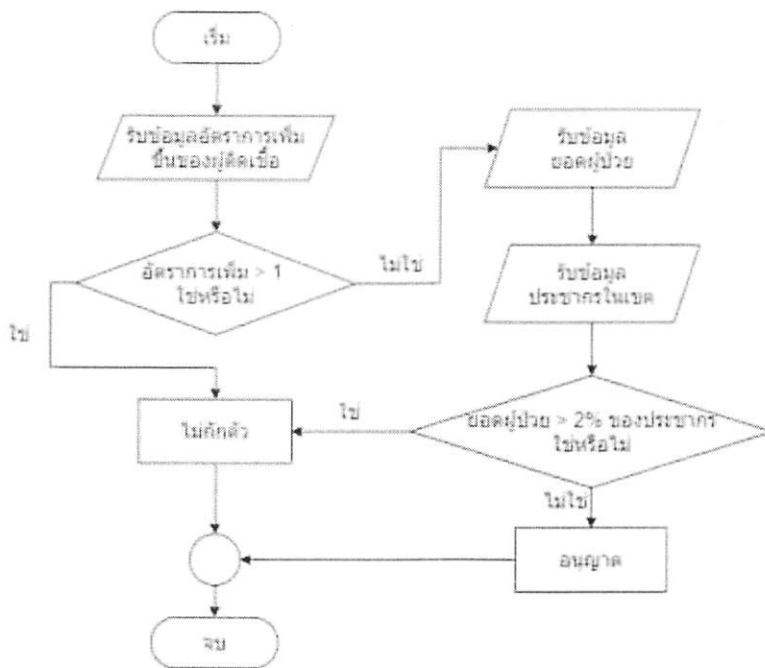 เริ่ม
รับข้อมูลอัตราการเพิ่ม
ขึ้นของผู้ติดเชื้อ
รับข้อมูล
ยอดผู้ป่วย
อัตราการเพิ่ม > 1
ใช่หรือไม่
ไม่ใช่
รับข้อมูล
ประชากรในเขต
ใช่
ไม่กักตัว
ใช่
ยอดผู้ป่วย > 2% ของประชากร
ใช่หรือไม่
ไม่ใช่
อนุญาต
จบ